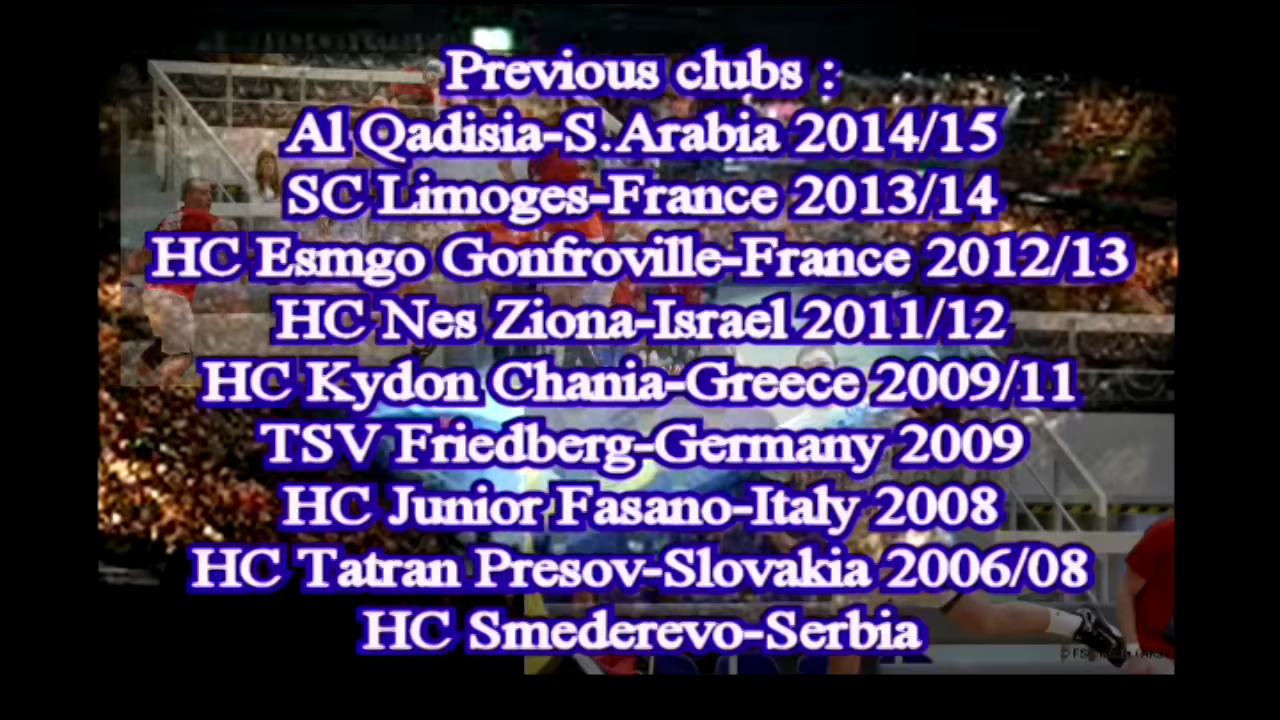 Previous clubs :
Al Qadisia-S.Arabia 2014/15
SC Limoges-France 2013/14
HC Esmgo Gonfroville-France 2012/13
HC Nes Ziona-Israel 2011/12
HC Kydon Chania-Greece 2009/11
TSV Friedberg-Germany 2009
HC Junior Fasano-Italy 2008
HC Tatran Presov-Slovakia 2006/08
HC Smederevo-Serbia